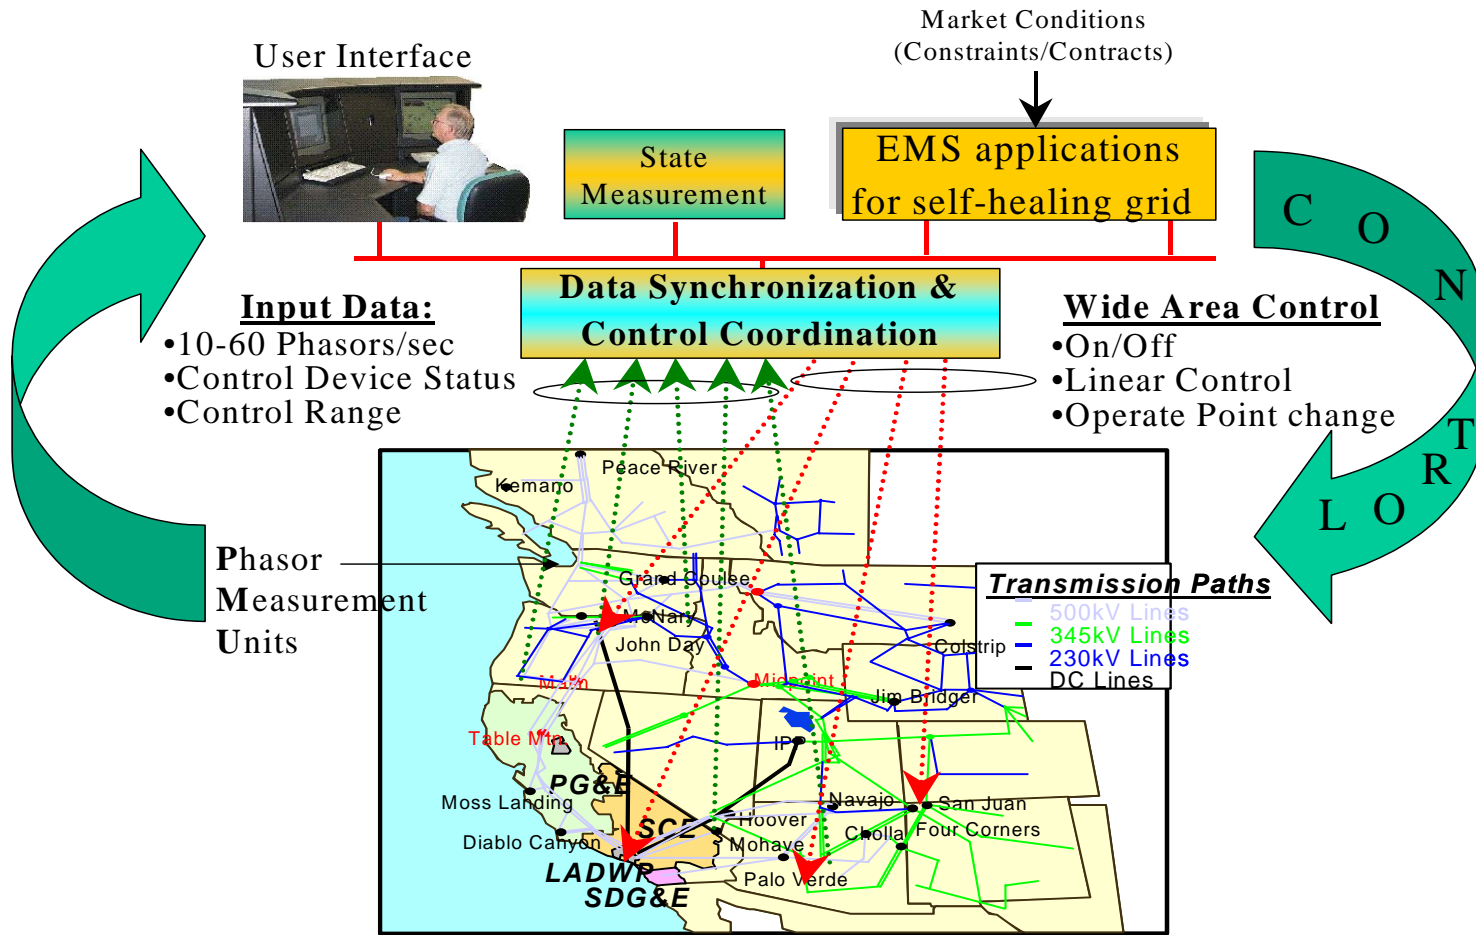 Market Conditions
(Constraints/Contracts)
User Interface
State
Measurement
EMS applications
for self-healing grid
CONTROL
Data Synchronization &
Control Coordination
Input Data:
•10-60 Phasors/sec
•Control Device Status
•Control Range
Wide Area Control
•On/Off
•Linear Control
•Operate Point change
Phasor
Measurement
Units
Peace River
Kemano
Grand Coulee
McNary
John Day
Colstrip
Malin
Midpoint
Jim Bridger
Table Mtn
IPP
PG&E
Moss Landing
Navajo
San Juan
SCE
Hoover
Diablo Canyon
Mohave
Cholla
Four Corners
LADWP
Palo Verde
SDG&E
Transmission Paths
500kV Lines
345kV Lines
230kV Lines
DC Lines